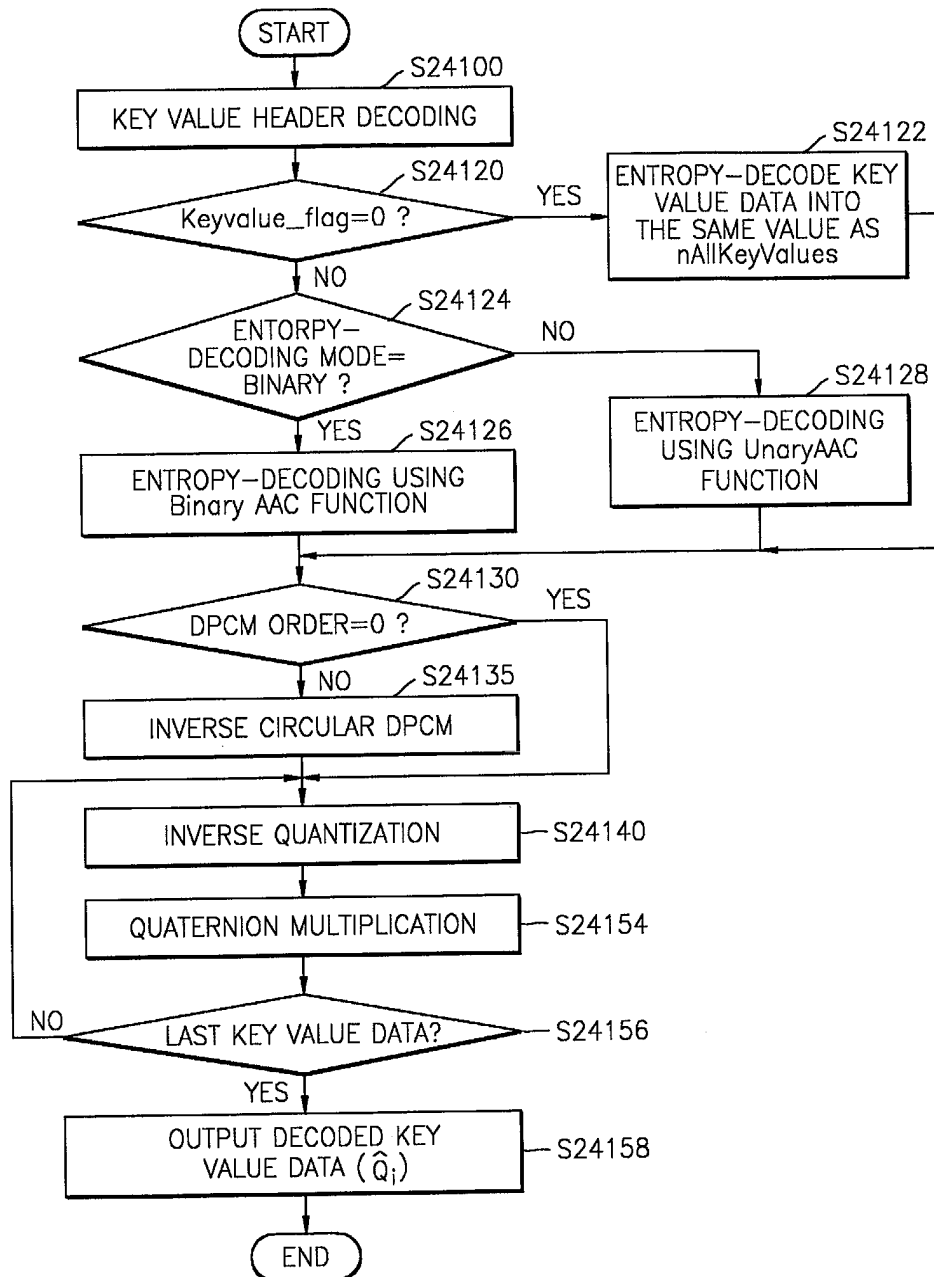 START
S24100
KEY VALUE HEADER DECODING
S24120
Keyvalue_flag=0 ?
YES
S24122
ENTROPY-DECODE KEY
VALUE DATA INTO
THE SAME VALUE AS
nAllKeyValues
NO
S24124
ENTORPY-
DECODING MODE=
BINARY ?
NO
S24128
ENTROPY-DECODING
USING UnaryAAC
FUNCTION
YES
S24126
ENTROPY-DECODING USING
Binary AAC FUNCTION
S24130
DPCM ORDER=0 ?
YES
NO
S24135
INVERSE CIRCULAR DPCM
INVERSE QUANTIZATION
S24140
QUATERNION MULTIPLICATION
S24154
NO
LAST KEY VALUE DATA?
S24156
YES
OUTPUT DECODED KEY
VALUE DATA (Q̂i)
S24158
END